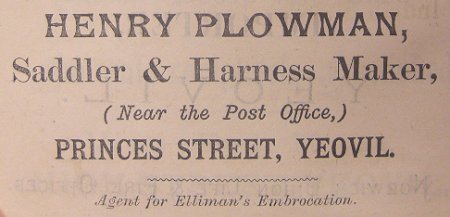 HENRY PLOWMAN,
Saddler & Harness Maker,
(Near the Post Office,)
PRINCES STREET, YEOVIL.
Agent for Elliman's Embrocation.